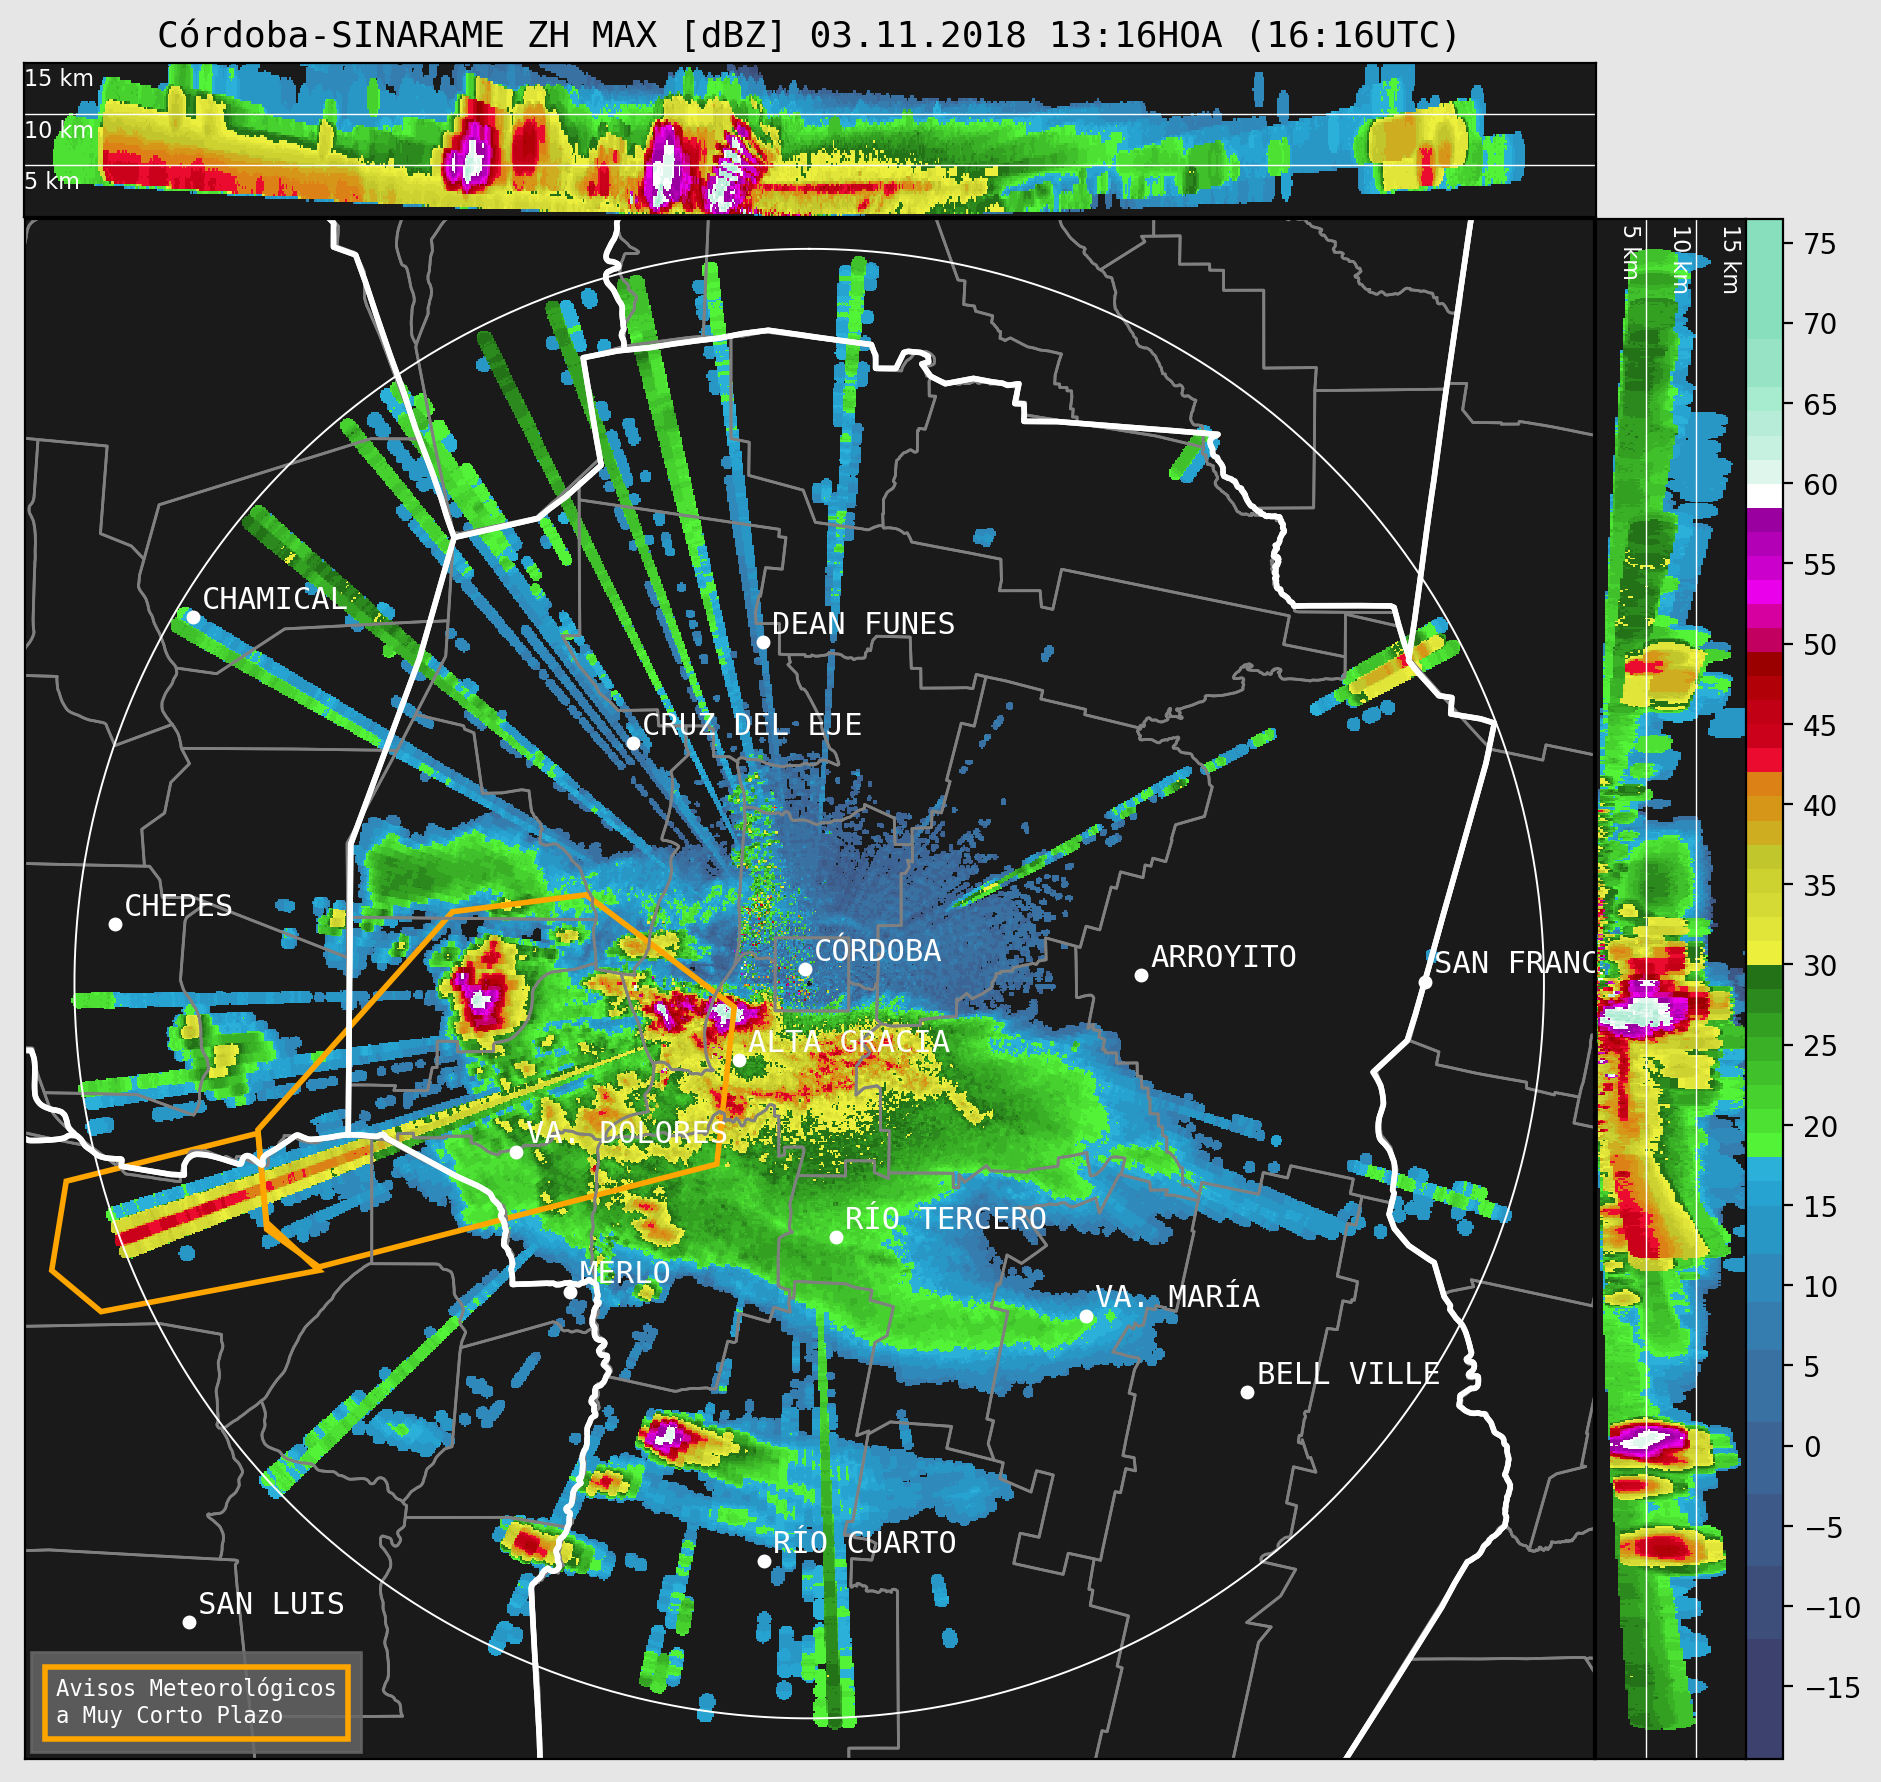 Córdoba-SINARAME ZH MAX [dBZ] 03.11.2018 13:16HOA (16:16UTC)
15 km
10 km
5 km
5 km
10 km
15 km
75
70
65
60
55
50
45
40
35
30
25
20
15
10
5
0
−5
−10
−15
CHAMICAL
DEAN FUNES
CRUZ DEL EJE
CHEPES
CÓRDOBA
ARROYITO
SAN FRANC
ALTA GRACIA
VA. DOLORES
RÍO TERCERO
MERLO
VA. MARÍA
BELL VILLE
RÍO CUARTO
SAN LUIS
Avisos Meteorológicos
a Muy Corto Plazo